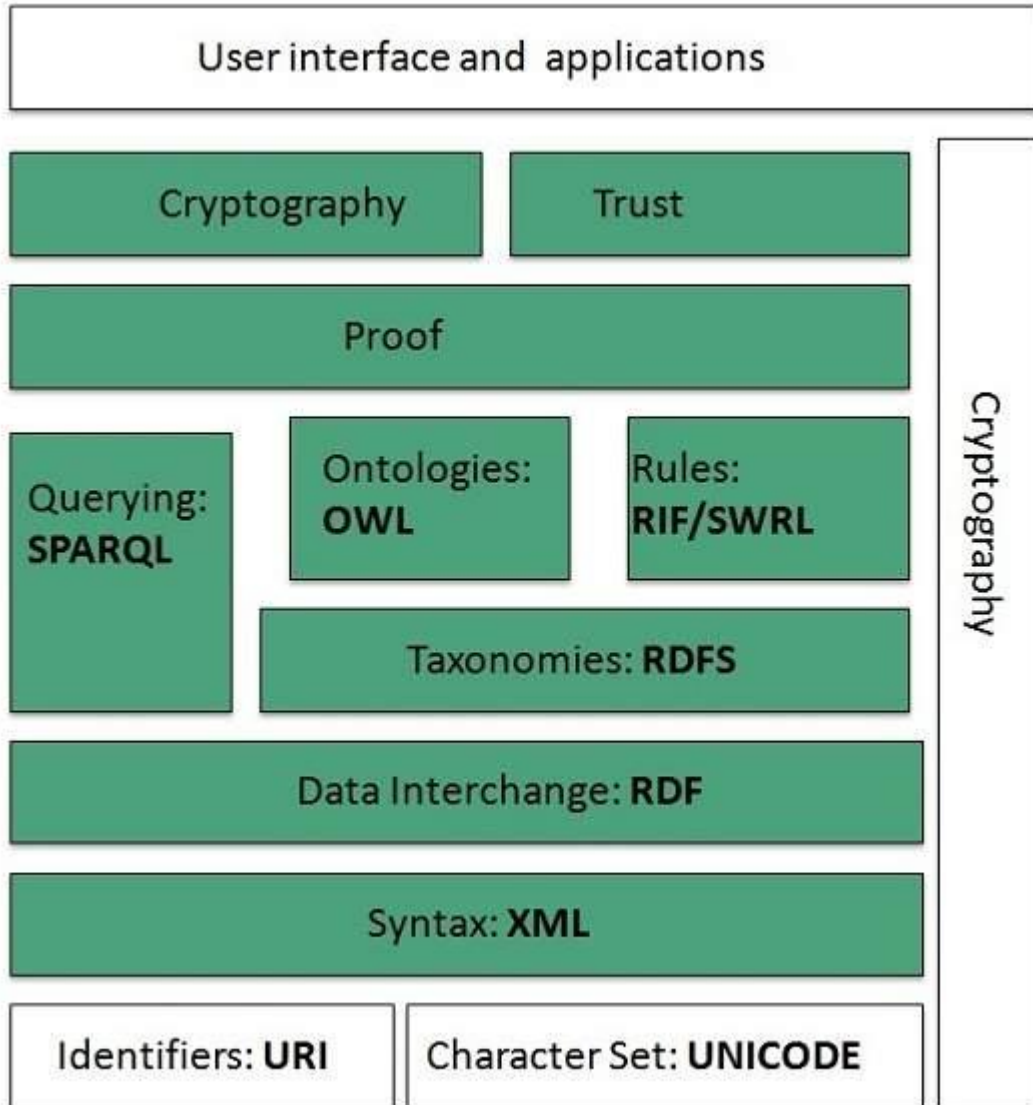 User interface and applications
Cryptography
Trust
Proof
Querying:
SPARQL
Ontologies:
OWL
Rules:
RIF/SWRL
Taxonomies: RDFS
Data Interchange: RDF
Syntax: XML
Identifiers: URI
Character Set: UNICODE
Cryptography